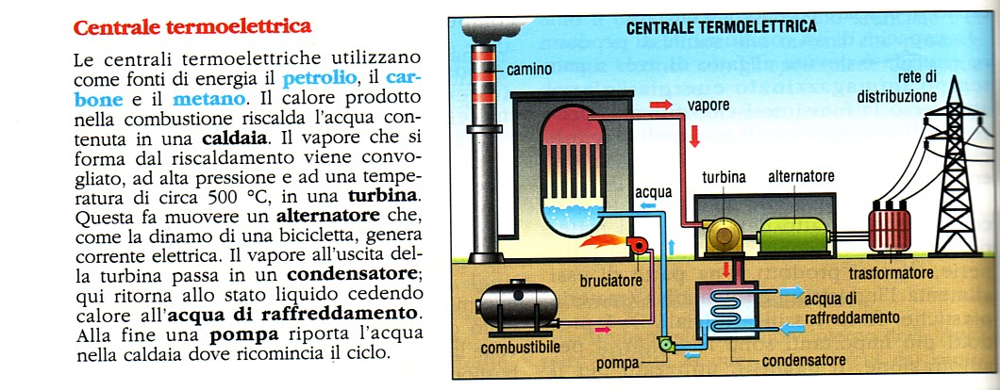 Centrale termoelettrica
Le centrali termoelettriche utilizzano
come fonti di energia il petrolio, il car-
bone e il metano. Il calore prodotto
nella combustione riscalda l'acqua con-
tenuta in una caldaia. Il vapore che si
forma dal riscaldamento viene convo-
gliato, ad alta pressione e ad una tempe-
ratura di circa 500 °C, in una turbina.
Questa fa muovere un alternatore che,
come la dinamo di una bicicletta, genera
corrente elettrica. Il vapore all'uscita del-
la turbina passa in un condensatore;
qui ritorna allo stato liquido cedendo
calore all'acqua di raffreddamento.
Alla fine una pompa riporta l'acqua
nella caldaia dove ricomincia il ciclo.
CENTRALE TERMOELETTRICA
camino
vapore
rete di
distribuzione
acqua
turbina
alternatore
bruciatore
trasformatore
acqua di
raffreddamento
combustibile
pompa
condensatore